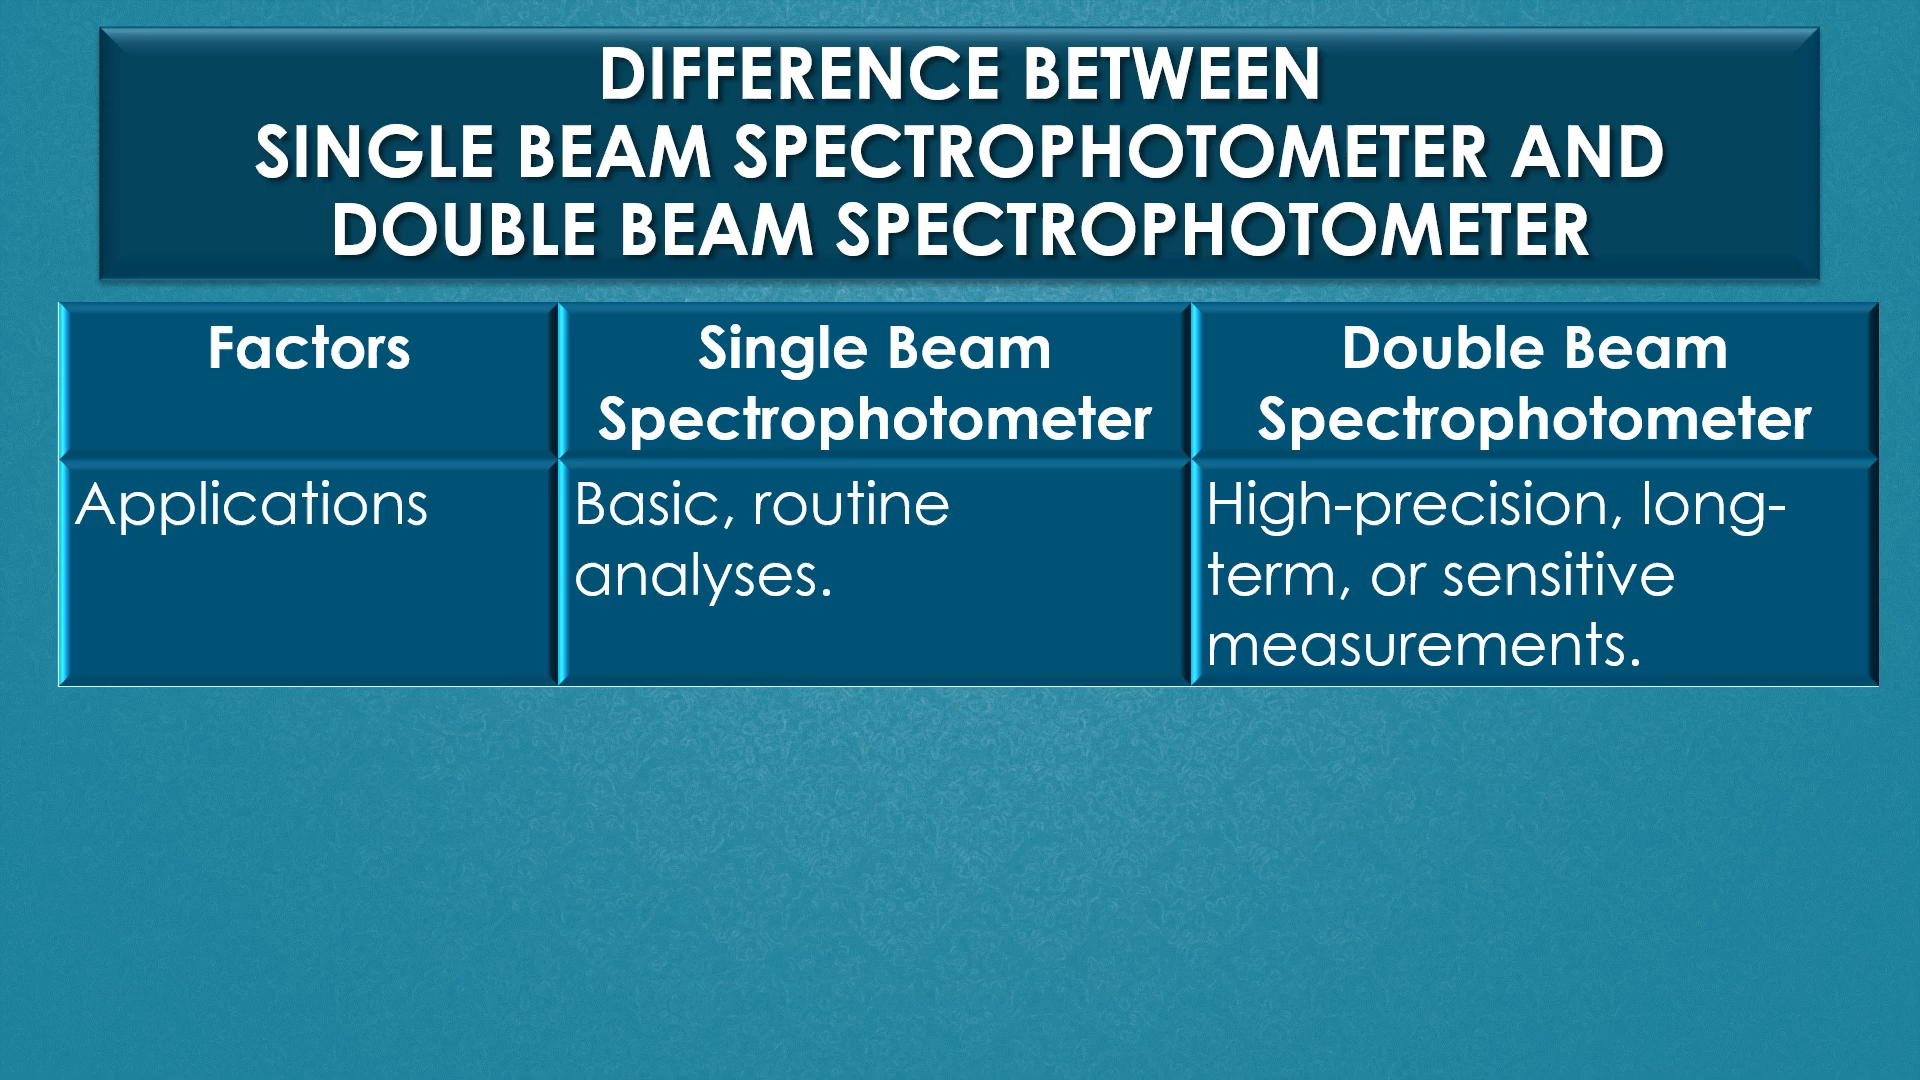 DIFFERENCE BETWEEN
SINGLE BEAM SPECTROPHOTOMETER AND
DOUBLE BEAM SPECTROPHOTOMETER
Factors
Single Beam
Spectrophotometer
Double Beam
Spectrophotometer
Applications
Basic, routine
analyses.
High-precision, long-
term, or sensitive
measurements.